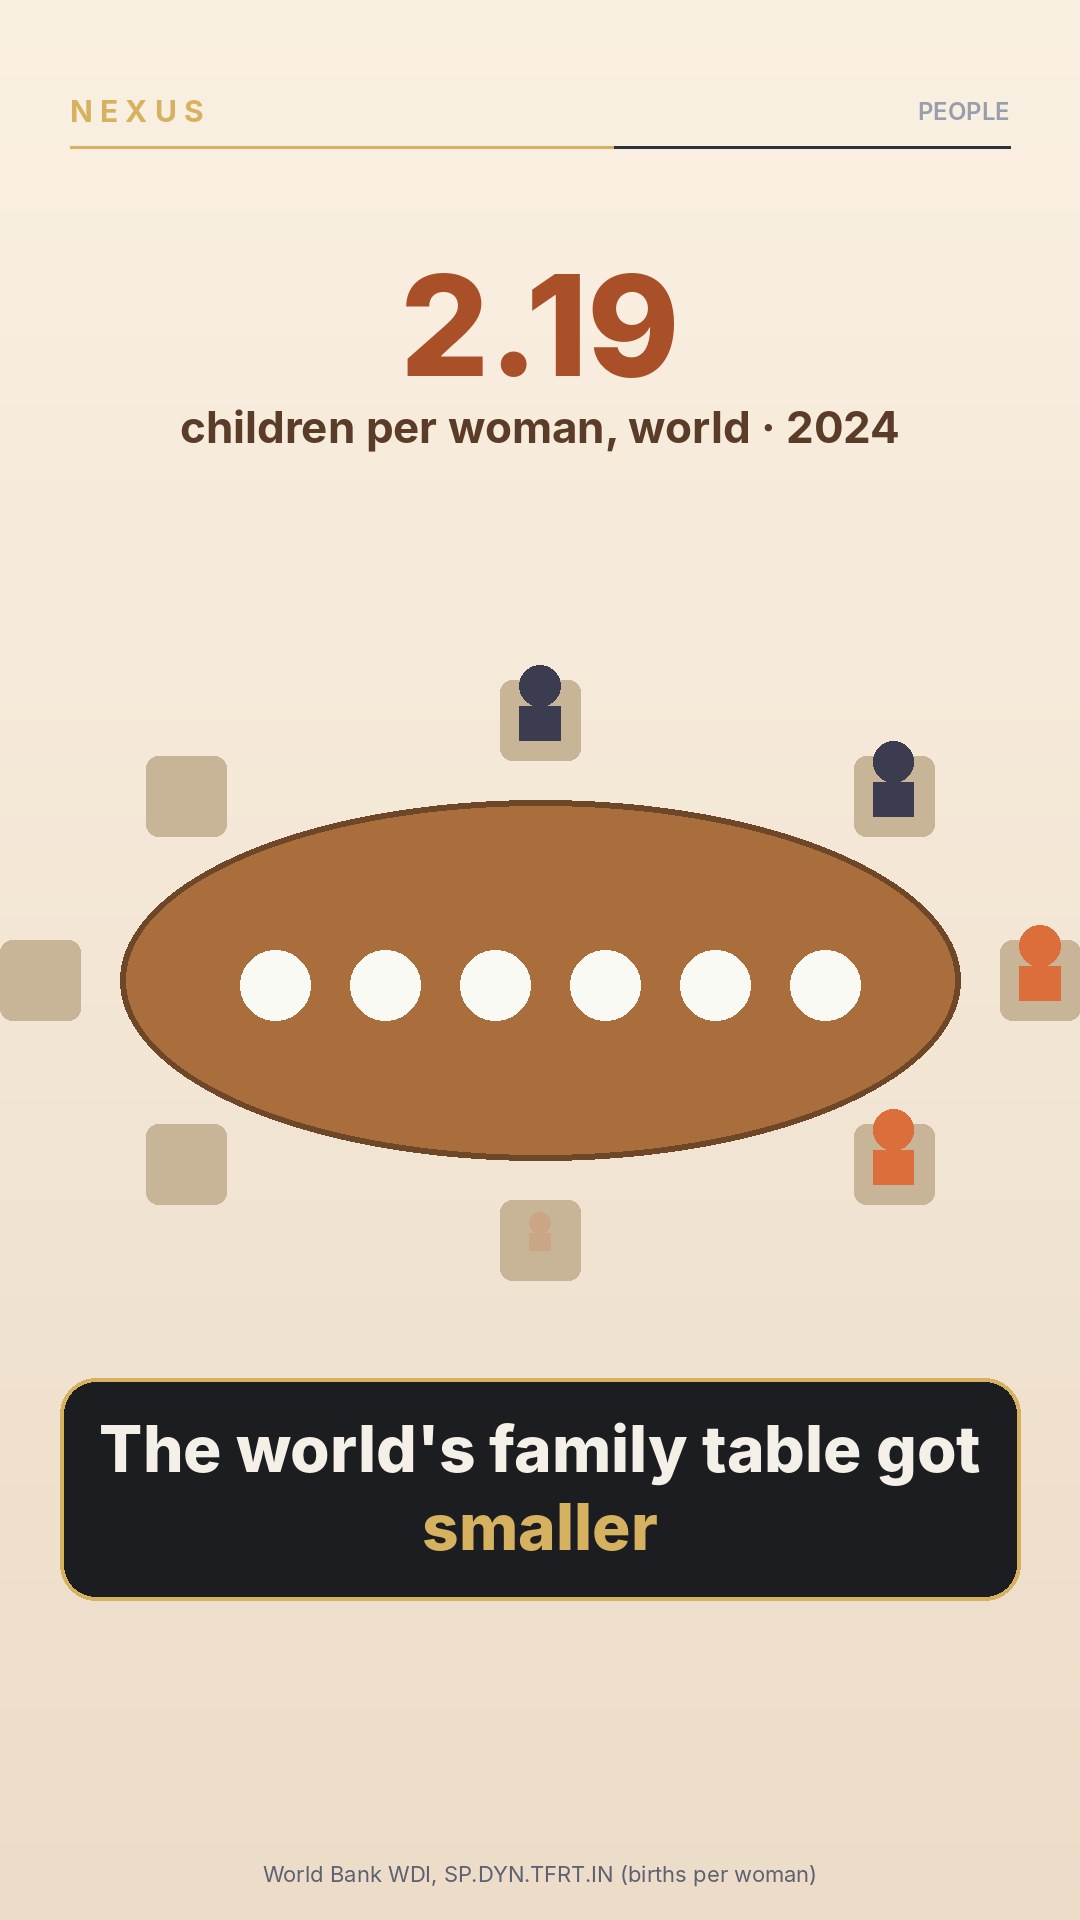 NEXUS
PEOPLE
2.19
children per woman, world · 2024
The world's family table got
smaller
World Bank WDI, SP.DYN.TFRT.IN (births per woman)